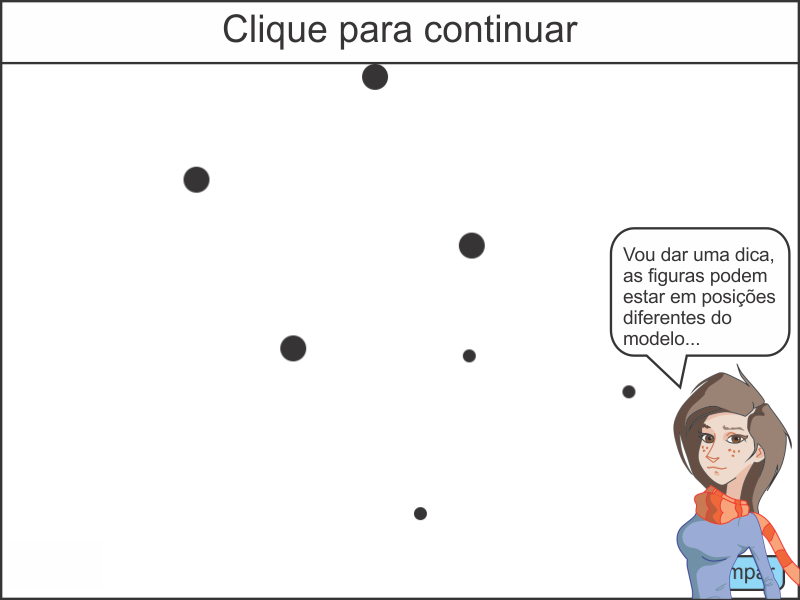 Clique para continuar
Vou dar uma dica,
as figuras podem
estar em posições
diferentes do
modelo...